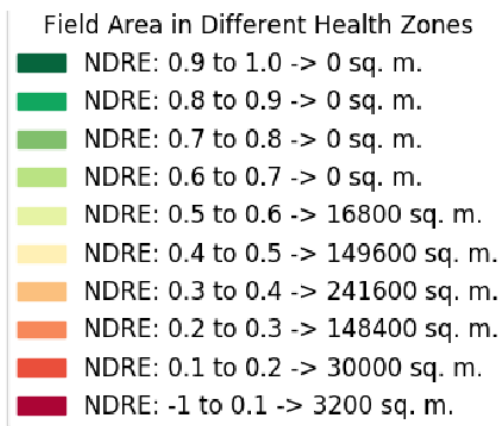 Field Area in Different Health Zones
NDRE: 0.9 to 1.0 -> 0 sq. m.
NDRE: 0.8 to 0.9 -> 0 sq. m.
NDRE: 0.7 to 0.8 -> 0 sq. m.
NDRE: 0.6 to 0.7 -> 0 sq. m.
NDRE: 0.5 to 0.6 -> 16800 sq. m.
NDRE: 0.4 to 0.5 -> 149600 sq. m.
NDRE: 0.3 to 0.4 -> 241600 sq. m.
NDRE: 0.2 to 0.3 -> 148400 sq. m.
NDRE: 0.1 to 0.2 -> 30000 sq. m.
NDRE: -1 to 0.1 -> 3200 sq. m.